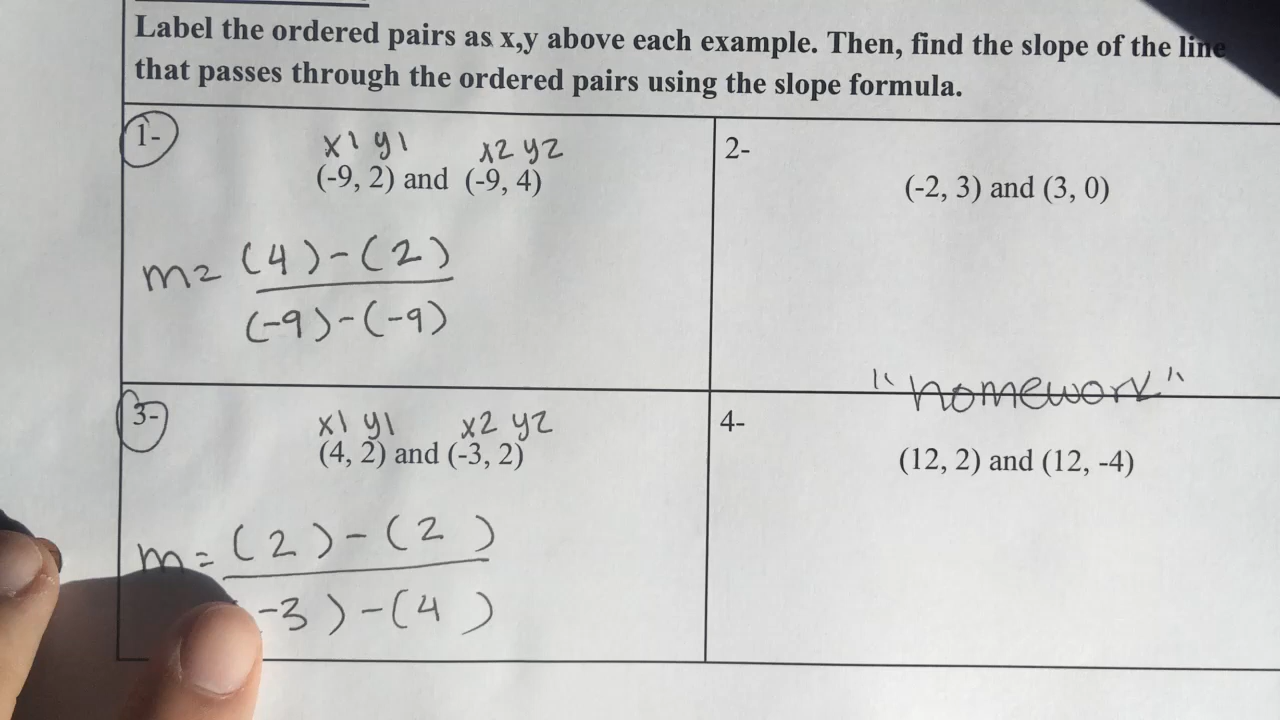 Label the ordered pairs as x,y above each example. Then, find the slope of the line
that passes through the ordered pairs using the slope formula.
1-
x1 y1 x2 y2
(-9, 2) and (-9, 4)
m= (4)-(2)
(-9)-(-9)
2-
(-2, 3) and (3, 0)
"homework"
3-
x1 y1 x2 y2
(4, 2) and (-3, 2)
m= (2)-(2)
-3)-(4)
4-
(12, 2) and (12, -4)